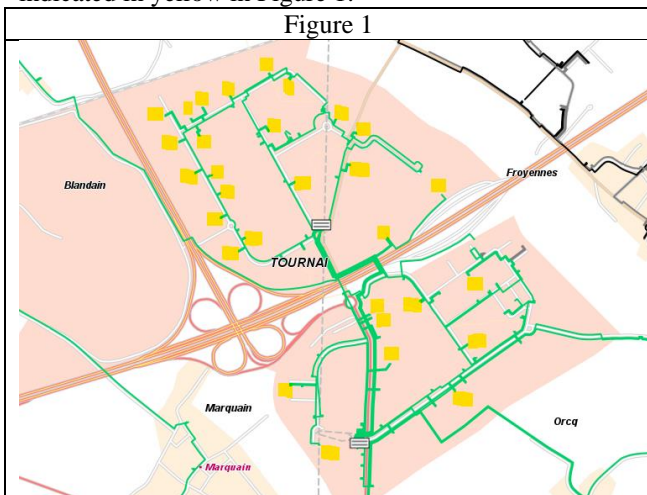 indicated in yellow in Figure 1.
Figure 1
Blandain
Froyennes
TOURNAI
Marquain
Orcq
Marquain